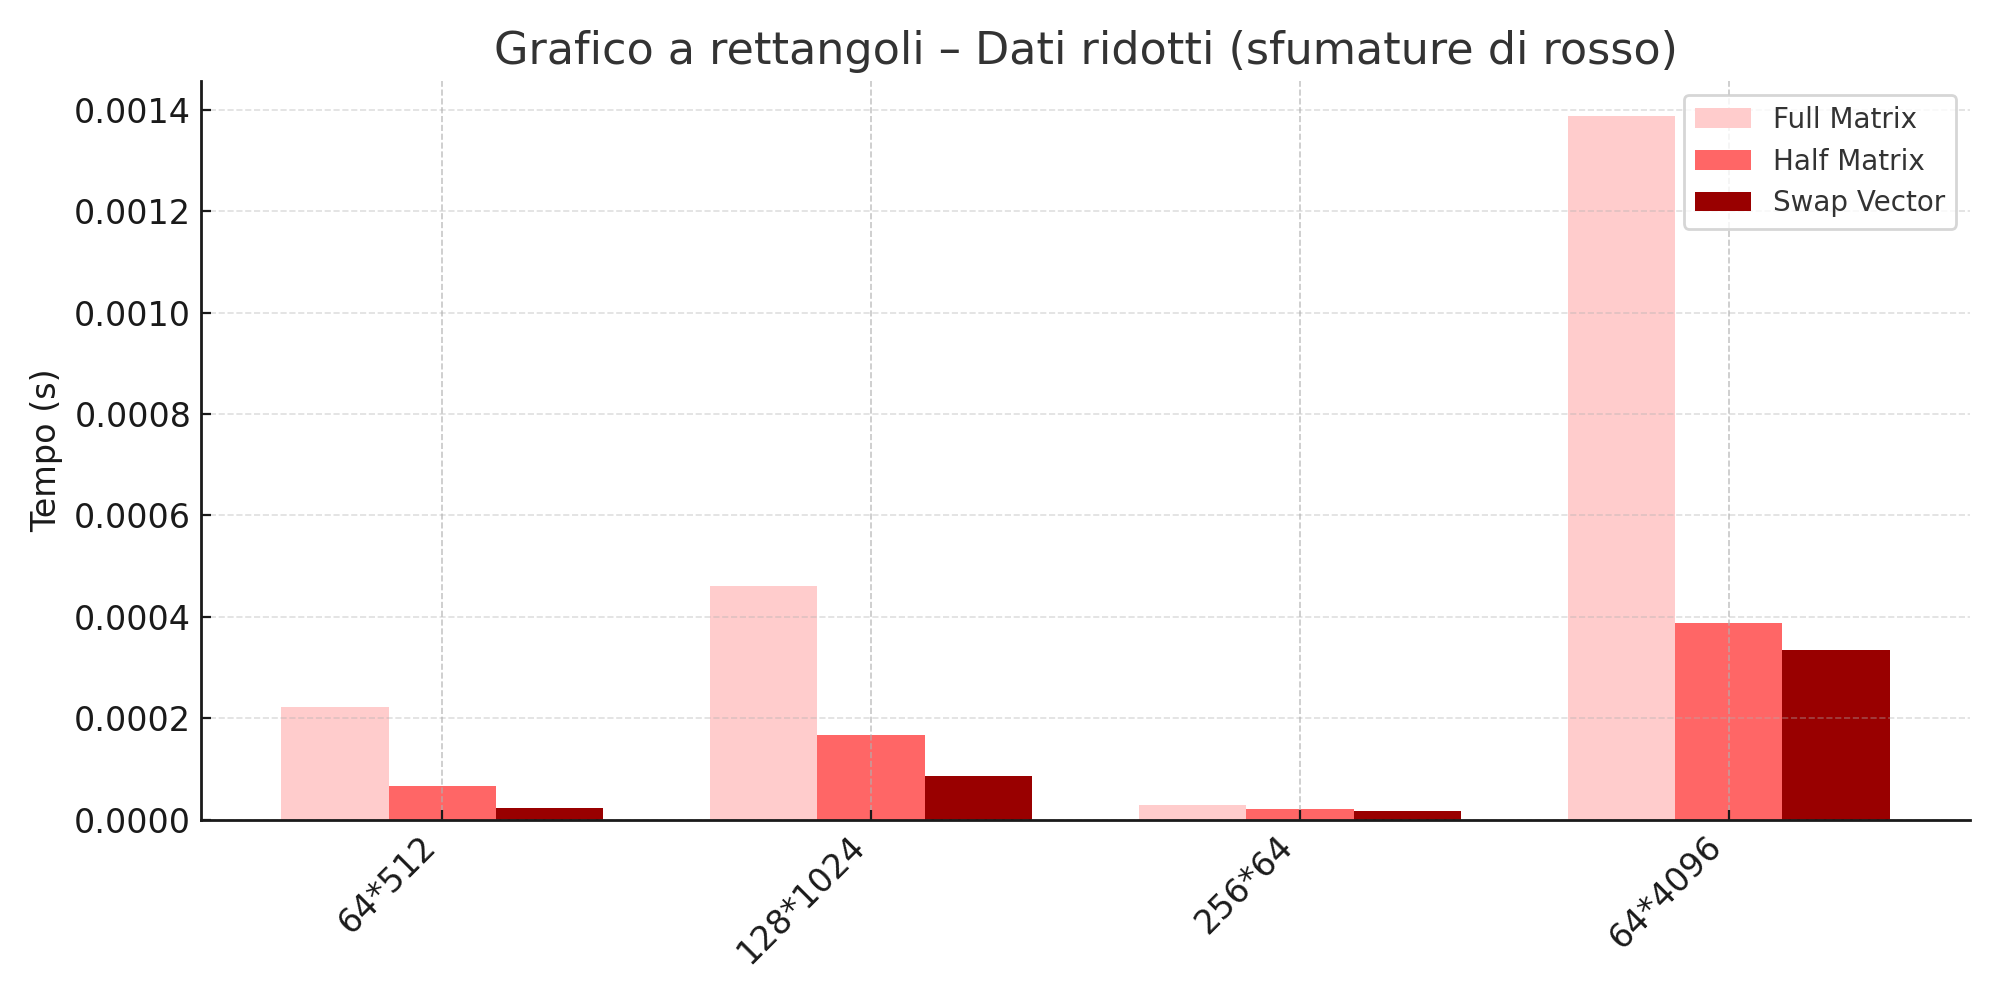 Grafico a rettangoli – Dati ridotti (sfumature di rosso)
Full Matrix
Half Matrix
Swap Vector
Tempo (s)
0.0014
0.0012
0.0010
0.0008
0.0006
0.0004
0.0002
0.0000
64*512
128*1024
256*64
64*4096